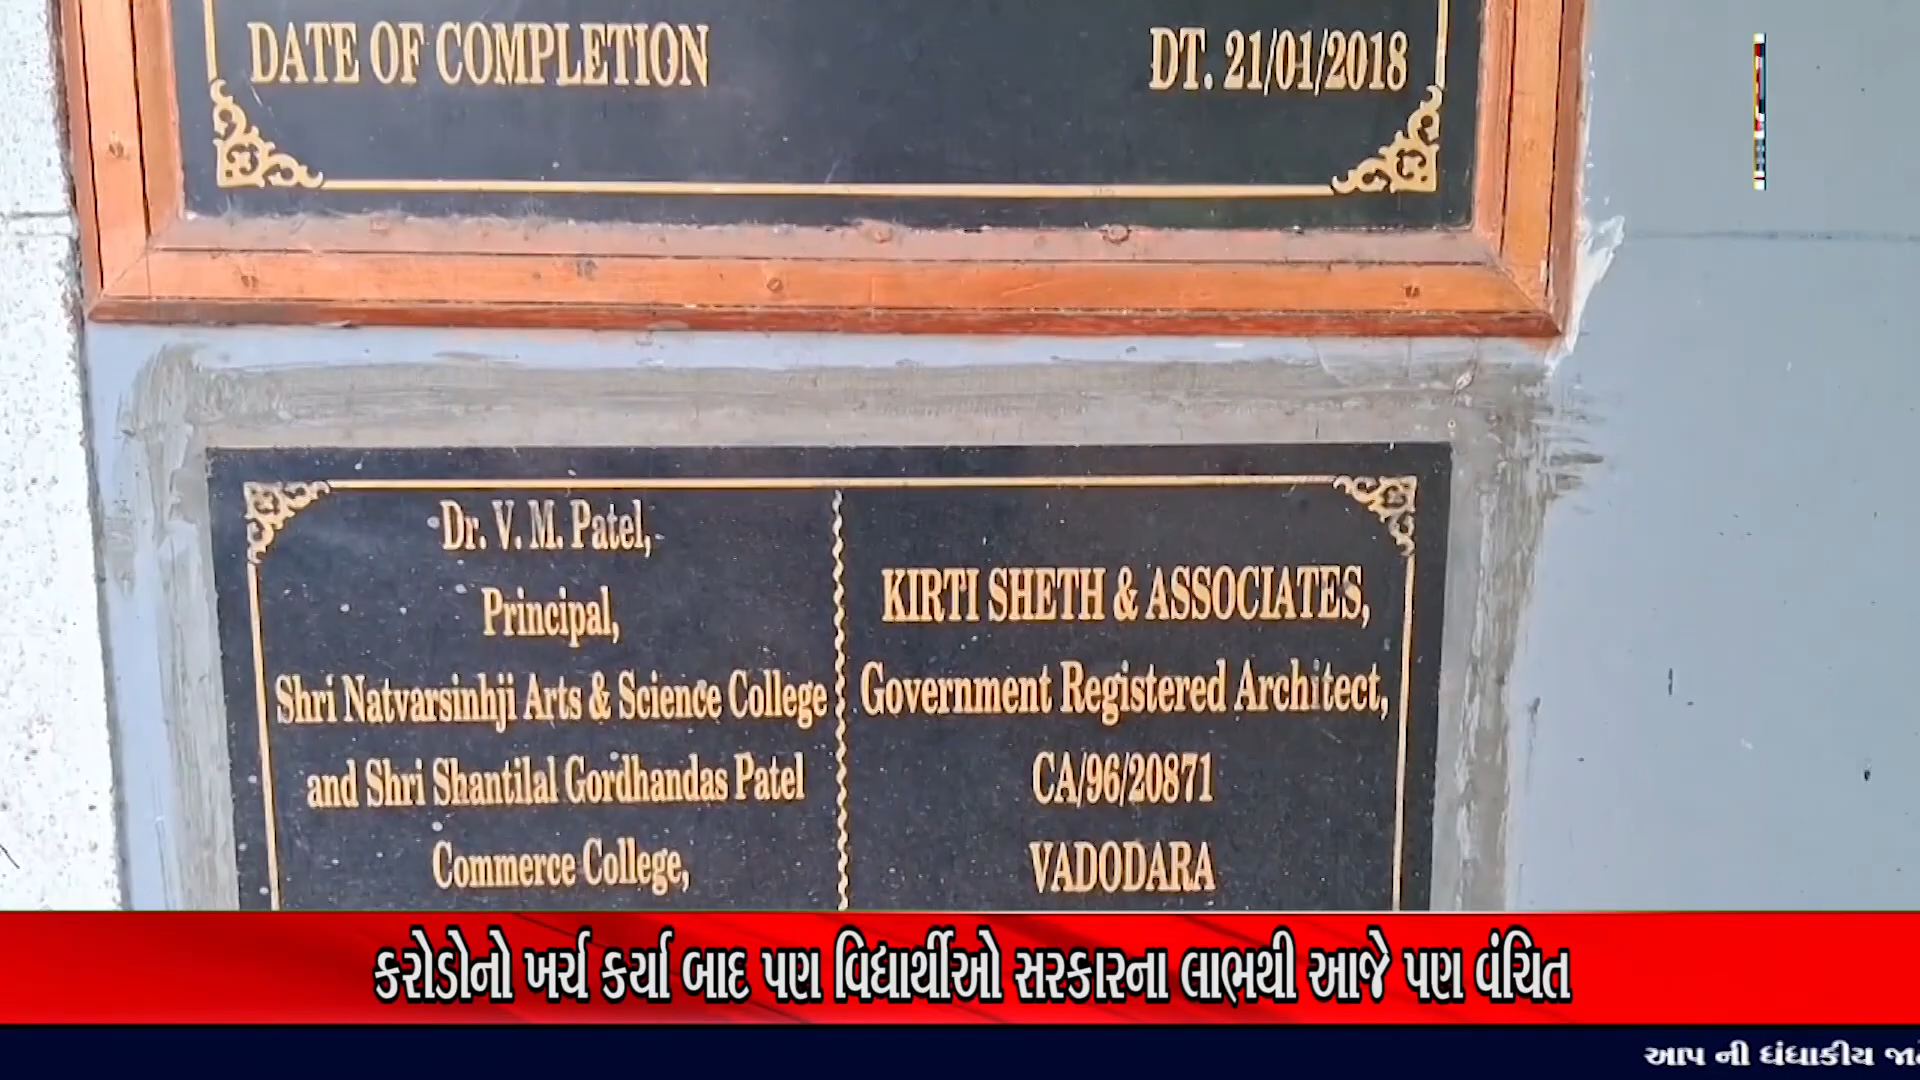 DATE OF COMPLETION DT. 21/01/2018
Dr. V. M. Patel,
Principal,
Shri Natvarsinhji Arts & Science College
and Shri Shantilal Gordhandas Patel
Commerce College,
KIRTI SHETH & ASSOCIATES,
Government Registered Architect,
CA/96/20871
VADODARA
કરોડોનો ખર્ચ કર્યા બાદ પણ વિદ્યાર્થીઓ સરકારના લાભથી આજે પણ વંચિત
આપ ની ધંધાકીય